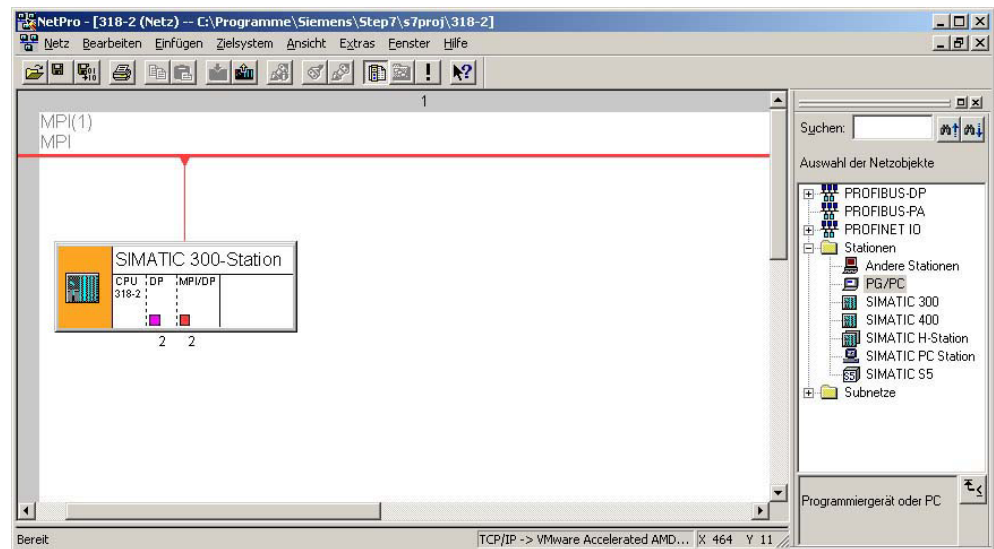 NetPro - [318-2 (Netz) -- C:\Programme\Siemens\Step7\s7proj\318-2]
Netz Bearbeiten Einfügen Zielsystem Ansicht Extras Fenster Hilfe
1
MPI(1)
MPI
SIMATIC 300-Station
CPU DP MPI/DP
318-2
2 2
Suchen:
Auswahl der Netzobjekte
PROFIBUS-DP
PROFIBUS-PA
PROFINET IO
Stationen
Andere Stationen
PG/PC
SIMATIC 300
SIMATIC 400
SIMATIC H-Station
SIMATIC PC Station
SIMATIC S5
Subnetze
Programmiergerät oder PC
Bereit
TCP/IP -> VMware Accelerated AMD... X 464 Y 11